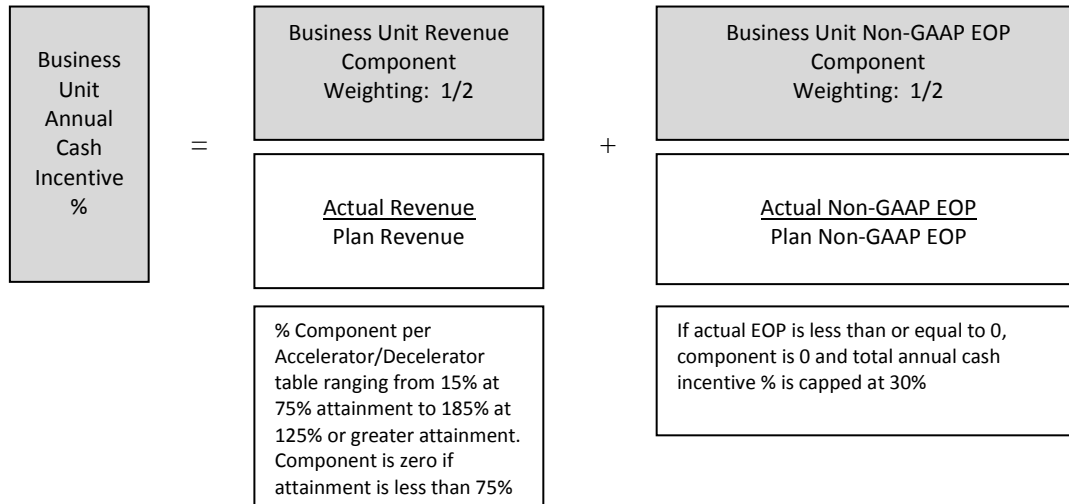 Business
Unit
Annual
Cash
Incentive
%
=
Business Unit Revenue
Component
Weighting: 1/2
Actual Revenue
Plan Revenue
% Component per
Accelerator/Decelerator
table ranging from 15% at
75% attainment to 185% at
125% or greater attainment.
Component is zero if
attainment is less than 75%
+
Business Unit Non-GAAP EOP
Component
Weighting: 1/2
Actual Non-GAAP EOP
Plan Non-GAAP EOP
If actual EOP is less than or equal to 0,
component is 0 and total annual cash
incentive % is capped at 30%